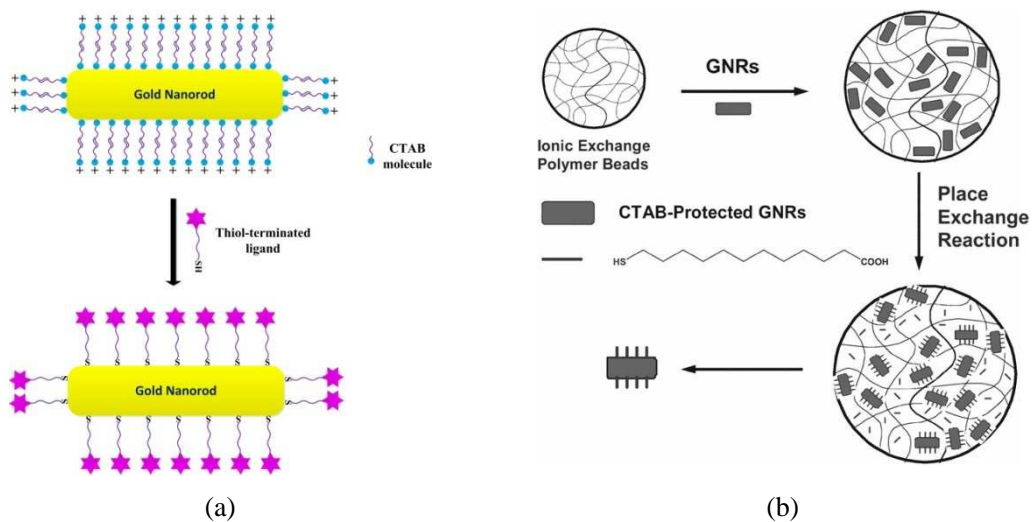 + + + + + + + + + + +
+
+
+
Gold Nanorod
+
+
+
+ + + + + + + + + + +
CTAB
molecule
Thiol-terminated
ligand
SH
S S S S S S S
S
S
Gold Nanorod
S
S
S S S S S S S
(a)
Ionic Exchange
Polymer Beads
GNRs
CTAB-Protected GNRs
HS COOH
Place
Exchange
Reaction
(b)